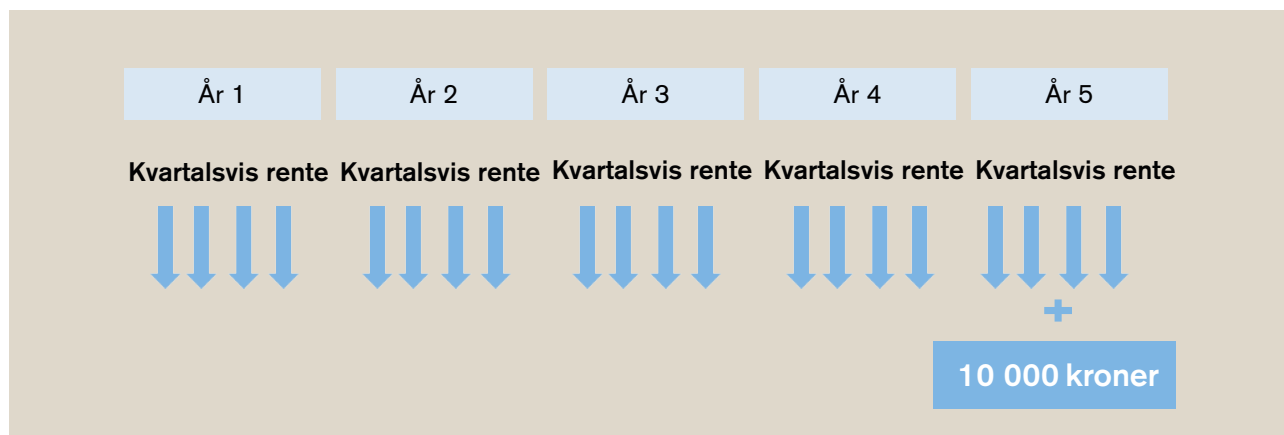 År 1 År 2 År 3 År 4 År 5
Kvartalsvis rente Kvartalsvis rente Kvartalsvis rente Kvartalsvis rente Kvartalsvis rente
+
10 000 kroner